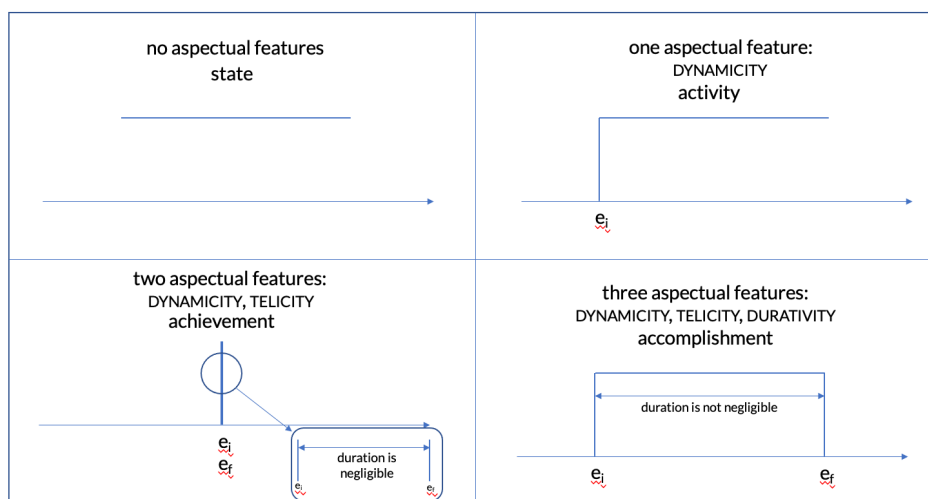 no aspectual features
state
one aspectual feature:
DYNAMICITY
activity
ei
two aspectual features:
DYNAMICITY, TELICITY
achievement
ei
ef
duration is
negligible
ei
ef
three aspectual features:
DYNAMICITY, TELICITY, DURATIVITY
accomplishment
duration is not negligible
ei
ef